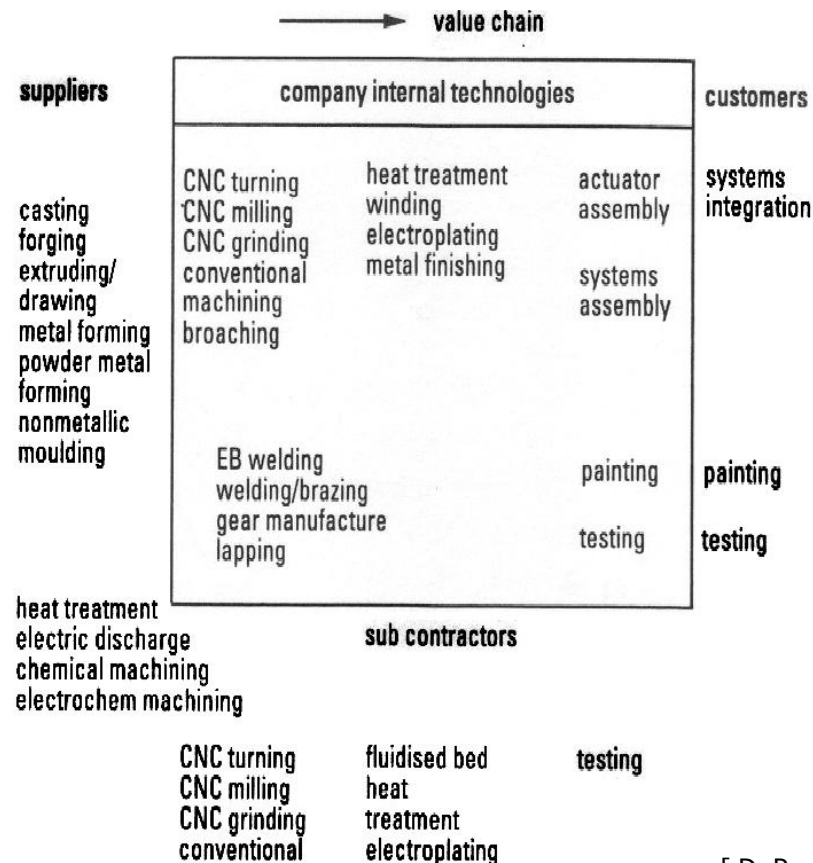 value chain
suppliers
company internal technologies
customers
casting
forging
extruding/
drawing
metal forming
powder metal
forming
nonmetallic
moulding
CNC turning
CNC milling
CNC grinding
conventional
machining
broaching
heat treatment
winding
electroplating
metal finishing
actuator
assembly
systems
assembly
systems
integration
EB welding
welding/brazing
gear manufacture
lapping
painting
testing
painting
testing
heat treatment
electric discharge
chemical machining
electrochem machining
sub contractors
CNC turning
CNC milling
CNC grinding
conventional
fluidised bed
heat
treatment
electroplating
testing